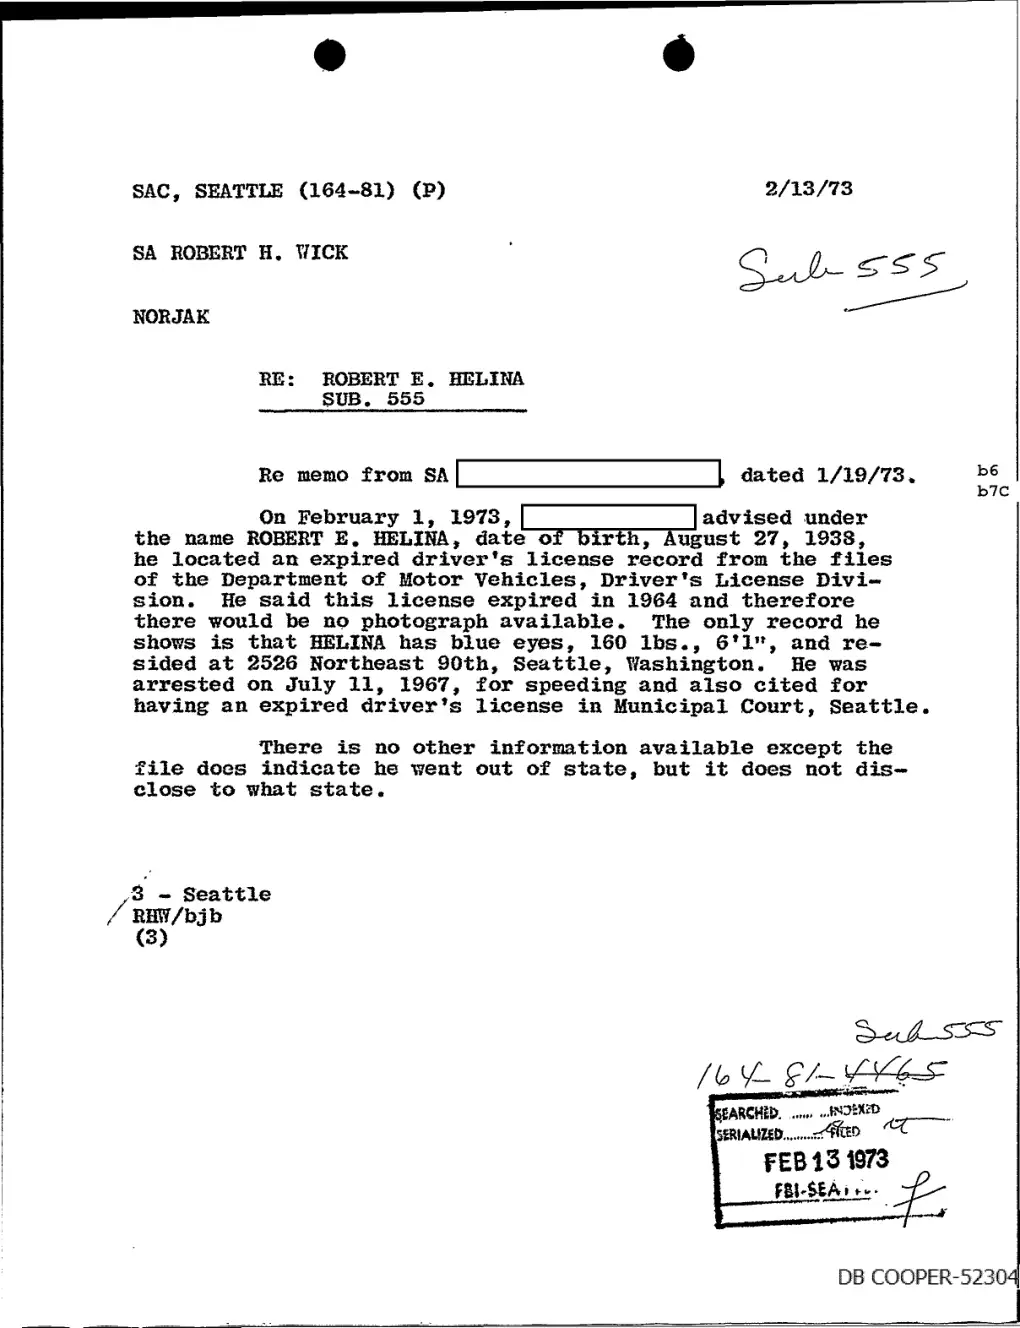 SAC, SEATTLE (164-81) (P) 2/13/73
SA ROBERT H. WICK
Sub 555
NORJAK
RE: ROBERT E. HELINA
SUB. 555
Re memo from SA , dated 1/19/73.
b6
b7C
On February 1, 1973, advised under
the name ROBERT E. HELINA, date of birth, August 27, 1938,
he located an expired driver's license record from the files
of the Department of Motor Vehicles, Driver's License Divi-
sion. He said this license expired in 1964 and therefore
there would be no photograph available. The only record he
shows is that HELINA has blue eyes, 160 lbs., 6'1", and re-
sided at 2526 Northeast 90th, Seattle, Washington. He was
arrested on July 11, 1967, for speeding and also cited for
having an expired driver's license in Municipal Court, Seattle.
There is no other information available except the
file does indicate he went out of state, but it does not dis-
close to what state.
3 - Seattle
RHW/bjb
(3)
Sub 555
164-81-4465
SEARCHED. ...... ...INDEXED
SERIALIZED...........FILED
FEB 13 1973
FBI-SEATTLE
DB COOPER-52304